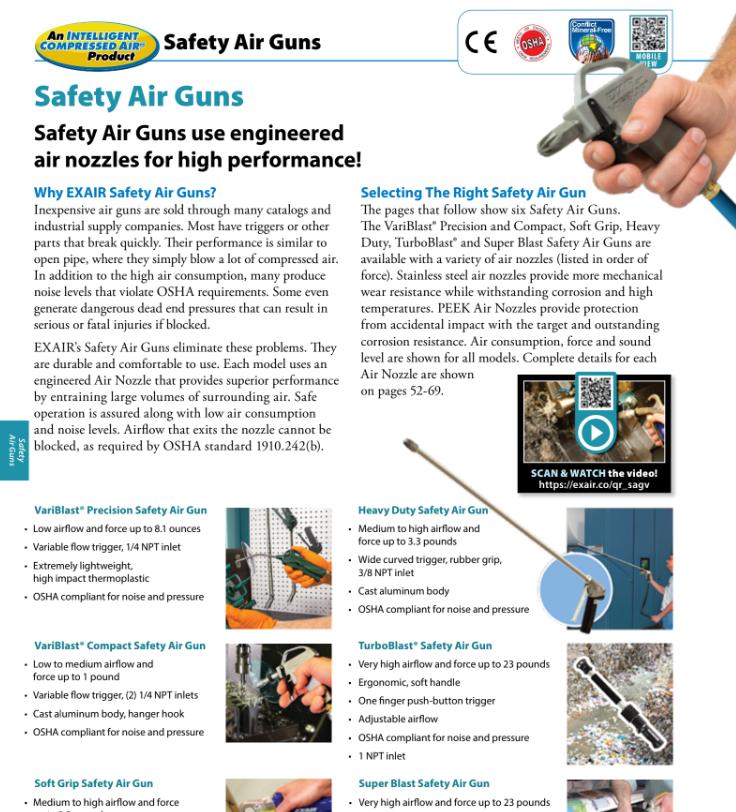 An INTELLIGENT
COMPRESSED AIR®
Product
Safety Air Guns
CE
OSHA
Conflict
Mineral-Free
MOBILE
VIEW
Safety Air Guns
Safety Air Guns use engineered
air nozzles for high performance!
Why EXAIR Safety Air Guns?
Inexpensive air guns are sold through many catalogs and
industrial supply companies. Most have triggers or other
parts that break quickly. Their performance is similar to
open pipe, where they simply blow a lot of compressed air.
In addition to the high air consumption, many produce
noise levels that violate OSHA requirements. Some even
generate dangerous dead end pressures that can result in
serious or fatal injuries if blocked.
EXAIR's Safety Air Guns eliminate these problems. They
are durable and comfortable to use. Each model uses an
engineered Air Nozzle that provides superior performance
by entraining large volumes of surrounding air. Safe
operation is assured along with low air consumption
and noise levels. Airflow that exits the nozzle cannot be
blocked, as required by OSHA standard 1910.242(b).
Selecting The Right Safety Air Gun
The pages that follow show six Safety Air Guns.
The VariBlast® Precision and Compact, Soft Grip, Heavy
Duty, TurboBlast® and Super Blast Safety Air Guns are
available with a variety of air nozzles (listed in order of
force). Stainless steel air nozzles provide more mechanical
wear resistance while withstanding corrosion and high
temperatures. PEEK Air Nozzles provide protection
from accidental impact with the target and outstanding
corrosion resistance. Air consumption, force and sound
level are shown for all models. Complete details for each
Air Nozzle are shown
on pages 52-69.
SCAN & WATCH the video!
https://exair.co/qr_sagv
Safety
Air Guns
VariBlast® Precision Safety Air Gun
• Low airflow and force up to 8.1 ounces
• Variable flow trigger, 1/4 NPT inlet
• Extremely lightweight,
high impact thermoplastic
• OSHA compliant for noise and pressure
Heavy Duty Safety Air Gun
• Medium to high airflow and
force up to 3.3 pounds
• Wide curved trigger, rubber grip,
3/8 NPT inlet
• Cast aluminum body
• OSHA compliant for noise and pressure
VariBlast® Compact Safety Air Gun
• Low to medium airflow and
force up to 1 pound
• Variable flow trigger, (2) 1/4 NPT inlets
• Cast aluminum body, hanger hook
• OSHA compliant for noise and pressure
TurboBlast® Safety Air Gun
• Very high airflow and force up to 23 pounds
• Ergonomic, soft handle
• One finger push-button trigger
• Adjustable airflow
• OSHA compliant for noise and pressure
• 1 NPT inlet
Soft Grip Safety Air Gun
• Medium to high airflow and force
Super Blast Safety Air Gun
• Very high airflow and force up to 23 pounds